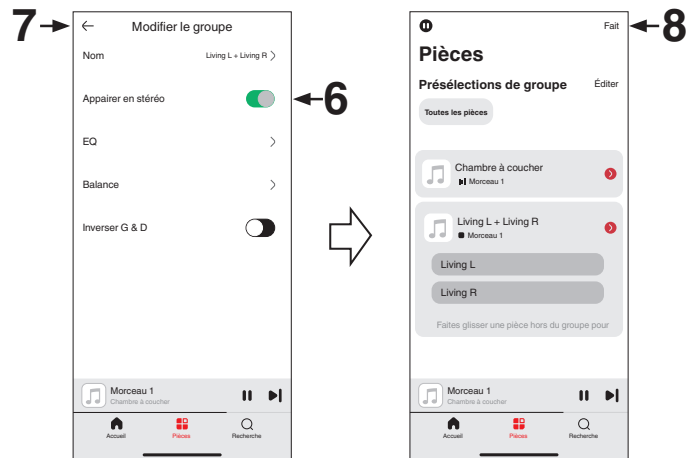 7
Modifier le groupe
Nom
Living L + Living R
Appairer en stéréo
6
EQ
Balance
Inverser G & D
Morceau 1
Chambre à coucher
Accueil
Pièces
Recherche
Fait
8
Pièces
Présélections de groupe
Éditer
Toutes les pièces
Chambre à coucher
Morceau 1
Living L + Living R
Morceau 1
Living L
Living R
Faites glisser une pièce hors du groupe pour
Morceau 1
Chambre à coucher
Accueil
Pièces
Recherche